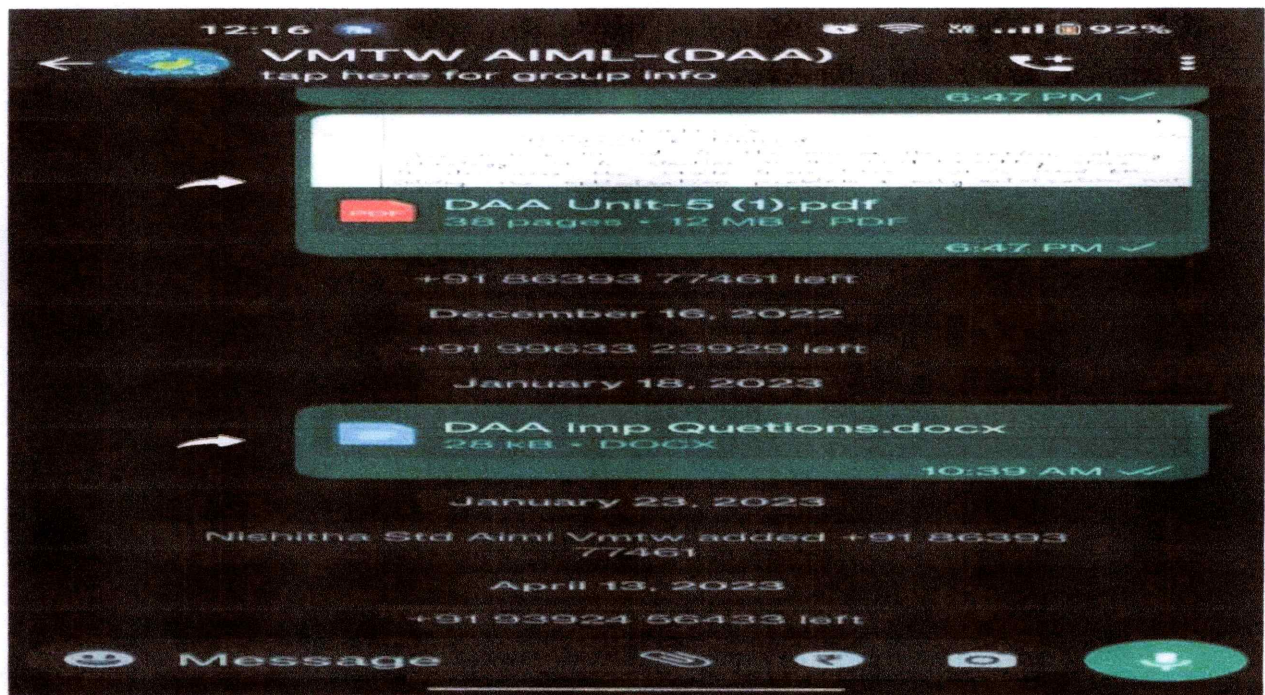 12:16 92%
VMTW AIML-(DAA)
tap here for group info
6:47 PM
PDF
DAA Unit-5 (1).pdf
38 pages • 12 MB • PDF
6:47 PM
+91 86393 77461 left
December 16, 2022
+91 99633 23929 left
January 18, 2023
DAA Imp Quetions.docx
28 kB • DOCX
10:39 AM
January 23, 2023
Nishitha Std Aiml Vmtw added +91 86393
77461
April 13, 2023
+91 93924 56433 left
Message